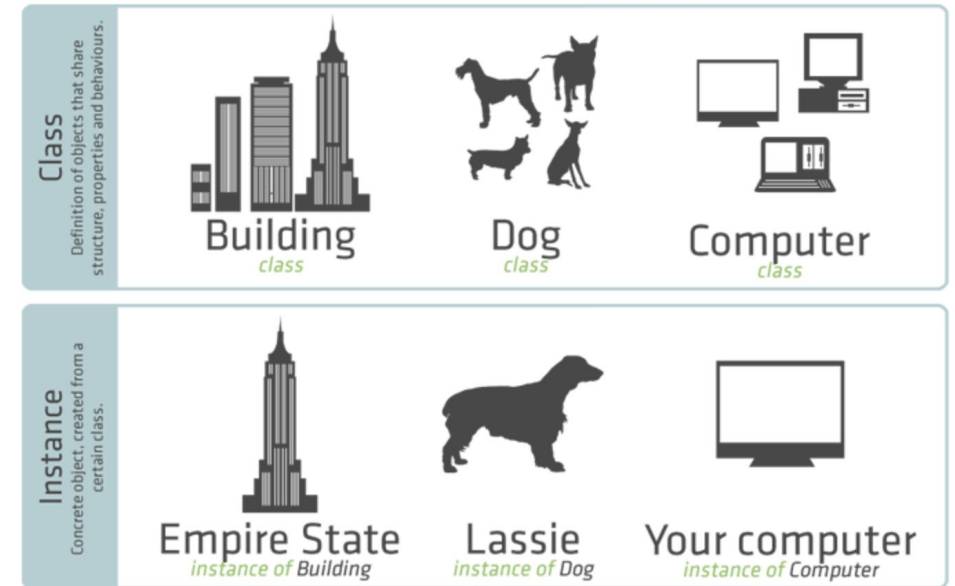 Class
Definition of objects that share
structure, properties and behaviours.
Building
class
Dog
class
Computer
class
Instance
Concrete object, created from a
certain class.
Empire State
instance of Building
Lassie
instance of Dog
Your computer
instance of Computer